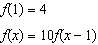 f(1) = 4
f(x) = 10f(x − 1)